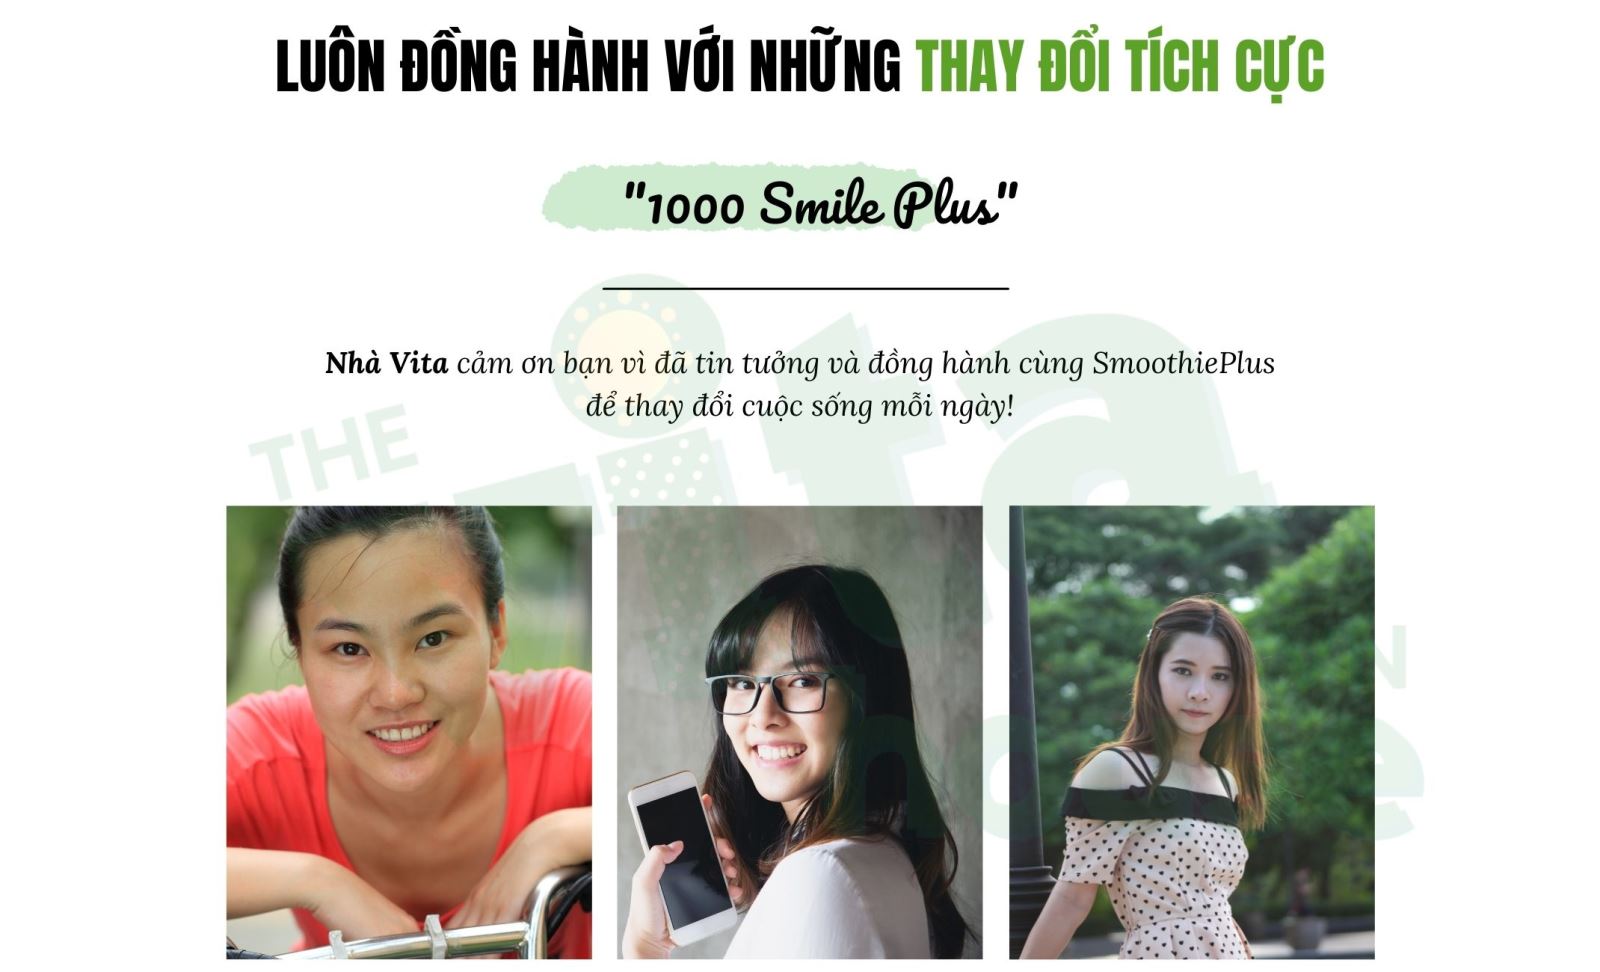 LUÔN ĐỒNG HÀNH VỚI NHỮNG THAY ĐỔI TÍCH CỰC
"1000 Smile Plus"
Nhà Vita cảm ơn bạn vì đã tin tưởng và đồng hành cùng SmoothiePlus
để thay đổi cuộc sống mỗi ngày!
THE